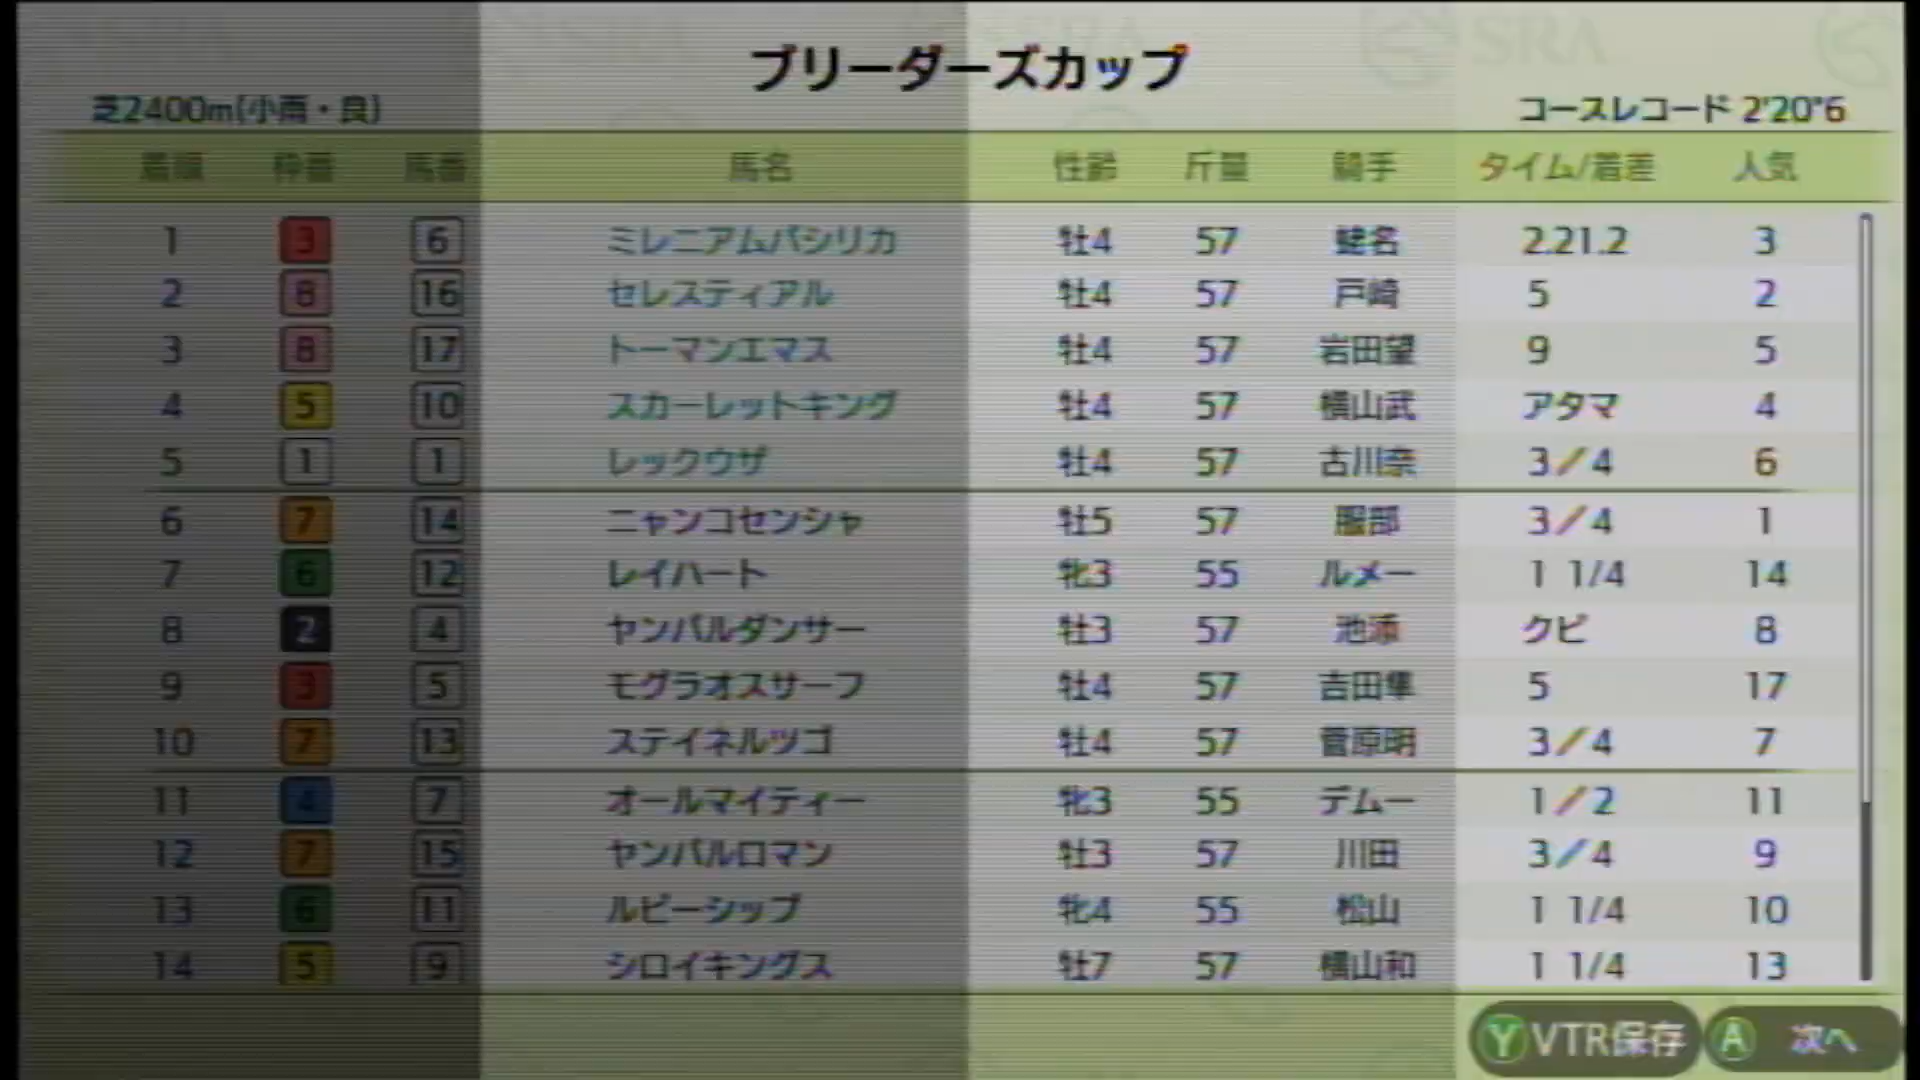 ブリーダーズカップ
芝2400m(小雨・良)
コースレコード 2'20"6
着順 枠番 馬番 馬名 性齢 斤量 騎手 タイム/着差 人気
1 3 6 ミレニアムバシリカ 牡4 57 蛯名 2.21.2 3
2 8 16 セレスティアル 牡4 57 戸崎 5 2
3 8 17 トーマンエマス 牡4 57 岩田望 9 5
4 5 10 スカーレットキング 牡4 57 横山武 アタマ 4
5 1 1 レックウザ 牡4 57 古川奈 3/4 6
6 7 14 ニャンコセンシャ 牡5 57 服部 3/4 1
7 6 12 レイハート 牝3 55 ルメー 1 1/4 14
8 2 4 ヤンバルダンサー 牡3 57 池添 クビ 8
9 3 5 モグラオスサーフ 牡4 57 吉田隼 5 17
10 7 13 ステイネルツゴ 牡4 57 菅原明 3/4 7
11 4 7 オールマイティー 牝3 55 デムー 1/2 11
12 7 15 ヤンバルロマン 牡3 57 川田 3/4 9
13 6 11 ルビーシップ 牝4 55 松山 1 1/4 10
14 5 9 シロイキングス 牡7 57 横山和 1 1/4 13
Y VTR保存 A 次へ